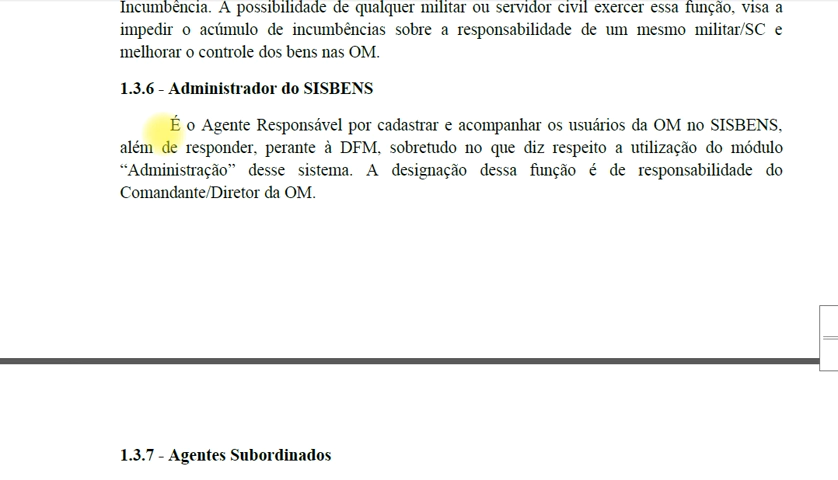 Incumbência. A possibilidade de qualquer militar ou servidor civil exercer essa função, visa a
impedir o acúmulo de incumbências sobre a responsabilidade de um mesmo militar/SC e
melhorar o controle dos bens nas OM.
1.3.6 - Administrador do SISBENS
É o Agente Responsável por cadastrar e acompanhar os usuários da OM no SISBENS,
além de responder, perante à DFM, sobretudo no que diz respeito a utilização do módulo
“Administração” desse sistema. A designação dessa função é de responsabilidade do
Comandante/Diretor da OM.
1.3.7 - Agentes Subordinados